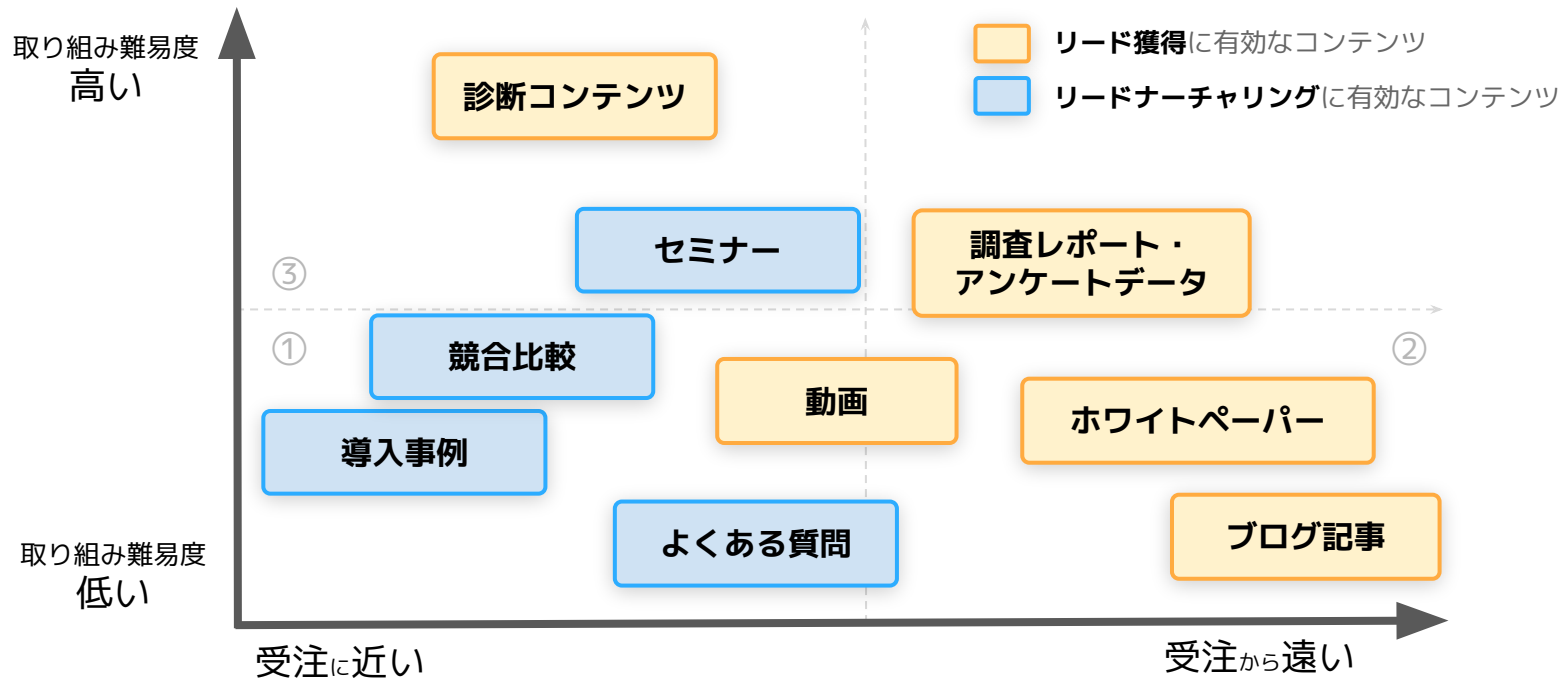 取り組み難易度
高い
リード獲得に有効なコンテンツ
リードナーチャリングに有効なコンテンツ
診断コンテンツ
セミナー
調査レポート・
アンケートデータ
③
①
②
競合比較
動画
ホワイトペーパー
導入事例
よくある質問
ブログ記事
取り組み難易度
低い
受注に近い
受注から遠い